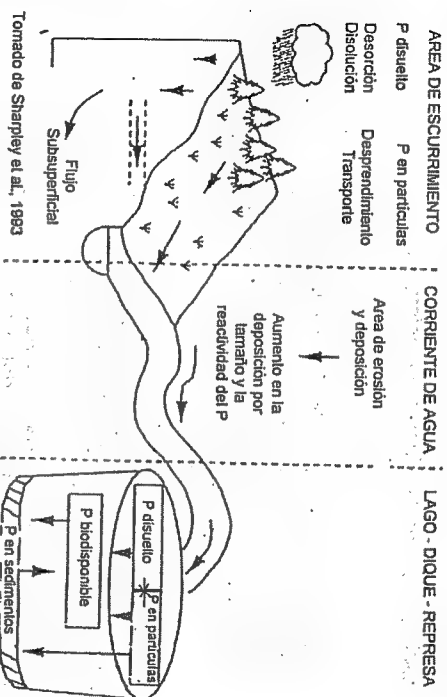 AREA DE ESCURRIMIENTO
P disuelto
Desorción
Disolución
P en partículas
Desprendimiento
Transporte
Flujo
Subsuperficial
CORRIENTE DE AGUA
Area de erosión
y deposición
Aumento en la
deposición por
tamaño y la
reactividad del P
LAGO - DIQUE - REPRESA
P disuelto
P en partículas
P biodisponible
P en sedimentos
Tomado de Sharpley et al., 1993